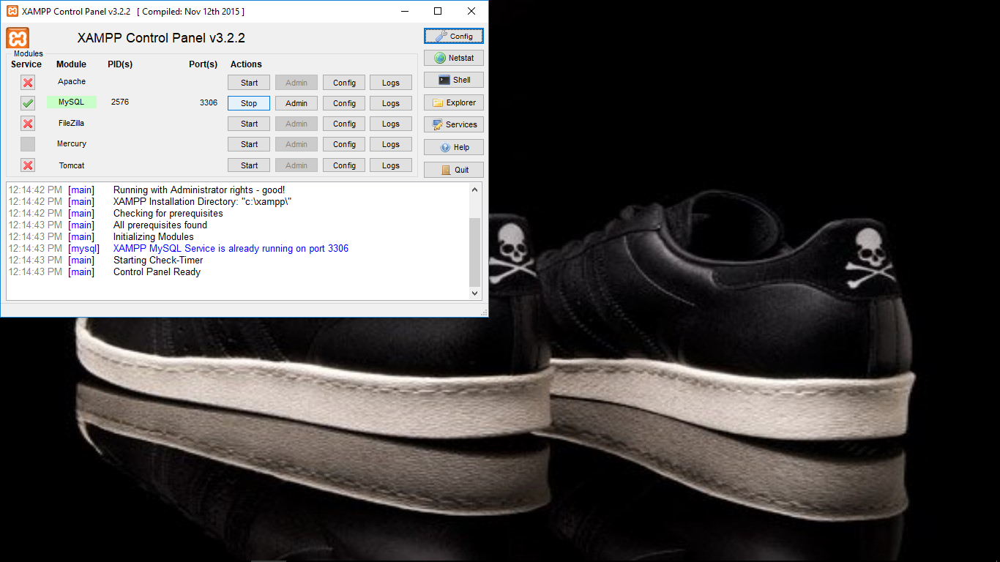 XAMPP Control Panel v3.2.2 [ Compiled: Nov 12th 2015 ]
XAMPP Control Panel v3.2.2
Config
Modules
Service Module PID(s) Port(s) Actions
Netstat
Apache Start Admin Config Logs
Shell
MySQL 2576 3306 Stop Admin Config Logs
Explorer
FileZilla Start Admin Config Logs
Services
Mercury Start Admin Config Logs
Help
Tomcat Start Admin Config Logs
Quit
12:14:42 PM [main] Running with Administrator rights - good!
12:14:42 PM [main] XAMPP Installation Directory: "c:\xampp\"
12:14:42 PM [main] Checking for prerequisites
12:14:43 PM [main] All prerequisites found
12:14:43 PM [main] Initializing Modules
12:14:43 PM [mysql] XAMPP MySQL Service is already running on port 3306
12:14:43 PM [main] Starting Check-Timer
12:14:43 PM [main] Control Panel Ready